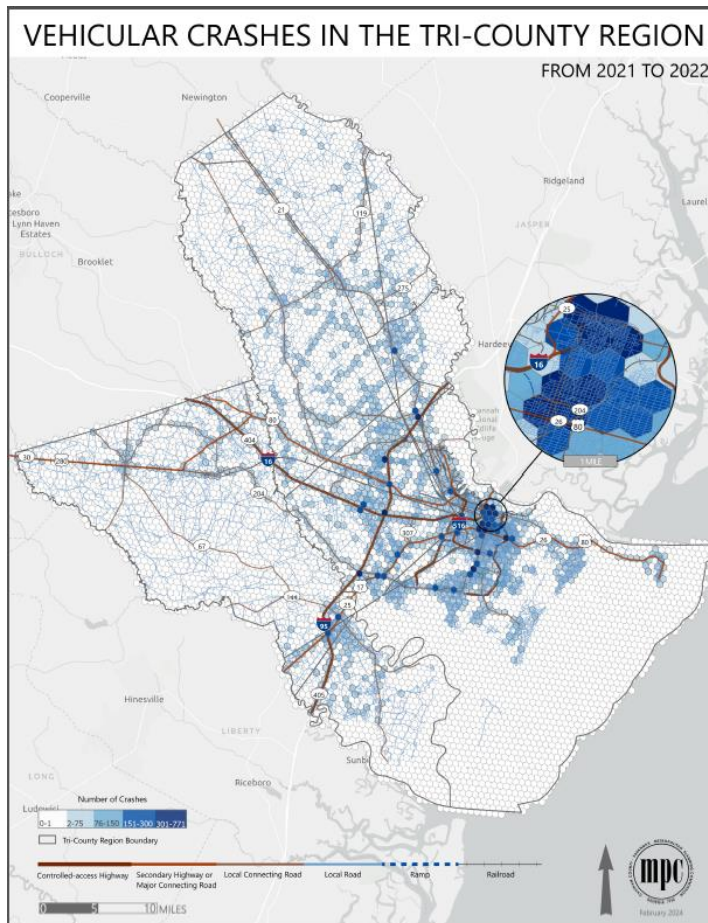 VEHICULAR CRASHES IN THE TRI-COUNTY REGION
FROM 2021 TO 2022
Cooperville
Newington
Ridgeland
Lynn Haven
Estates
JASPER
BULLOCH
Brooklet
21
119
275
25
16
204
26
80
1 MILE
80
404
16
30
280
204
67
307
516
26
80
17
144
25
95
405
Hinesville
LIBERTY
LONG
Riceboro
Number of Crashes
0-1
2-75
76-150
151-300
301-771
Tri-County Region Boundary
Controlled-access Highway
Secondary Highway or
Major Connecting Road
Local Connecting Road
Local Road
Ramp
Railroad
0
5
10 MILES
mpc
February 2024